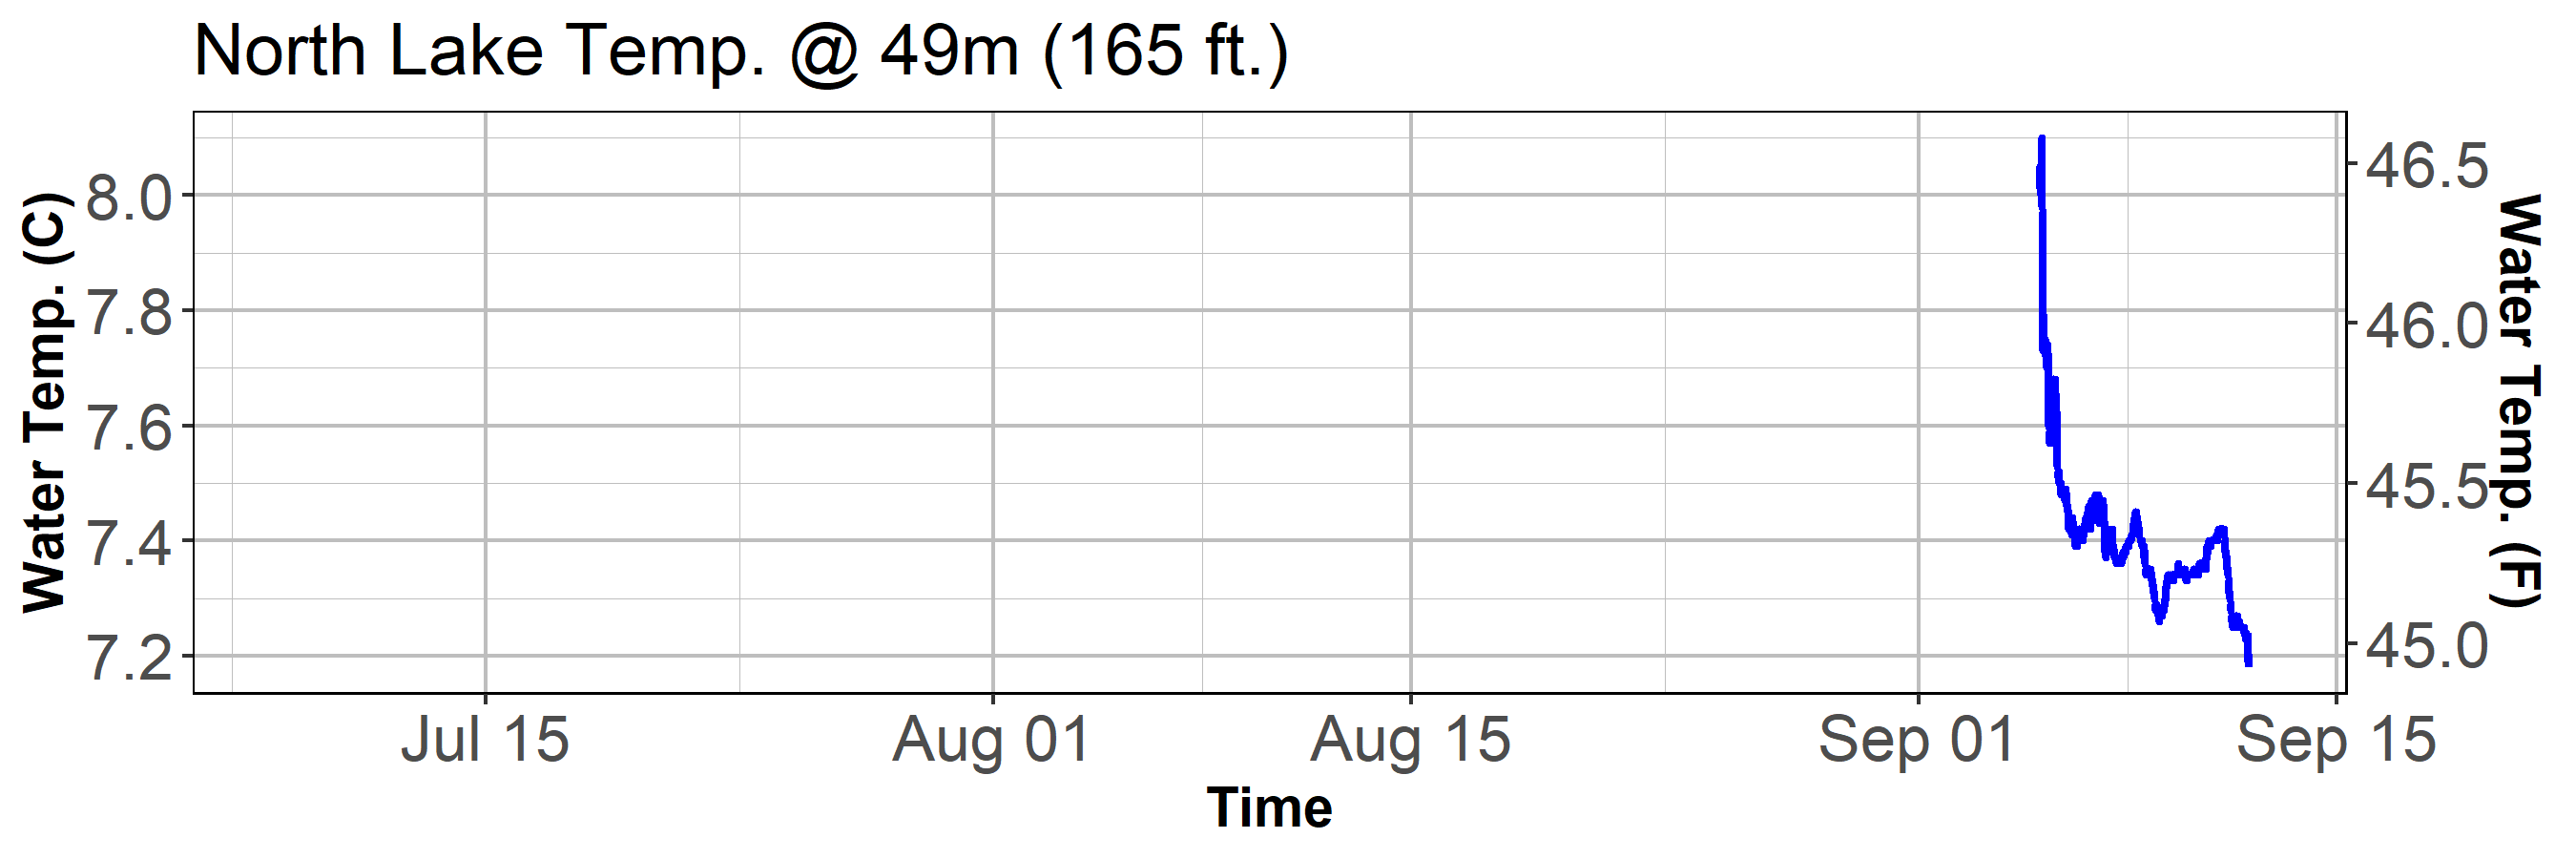 North Lake Temp. @ 49m (165 ft.)
Water Temp. (C)
8.0
7.8
7.6
7.4
7.2
46.5
46.0
45.5
45.0
Water Temp. (F)
Jul 15
Aug 01
Aug 15
Sep 01
Sep 15
Time